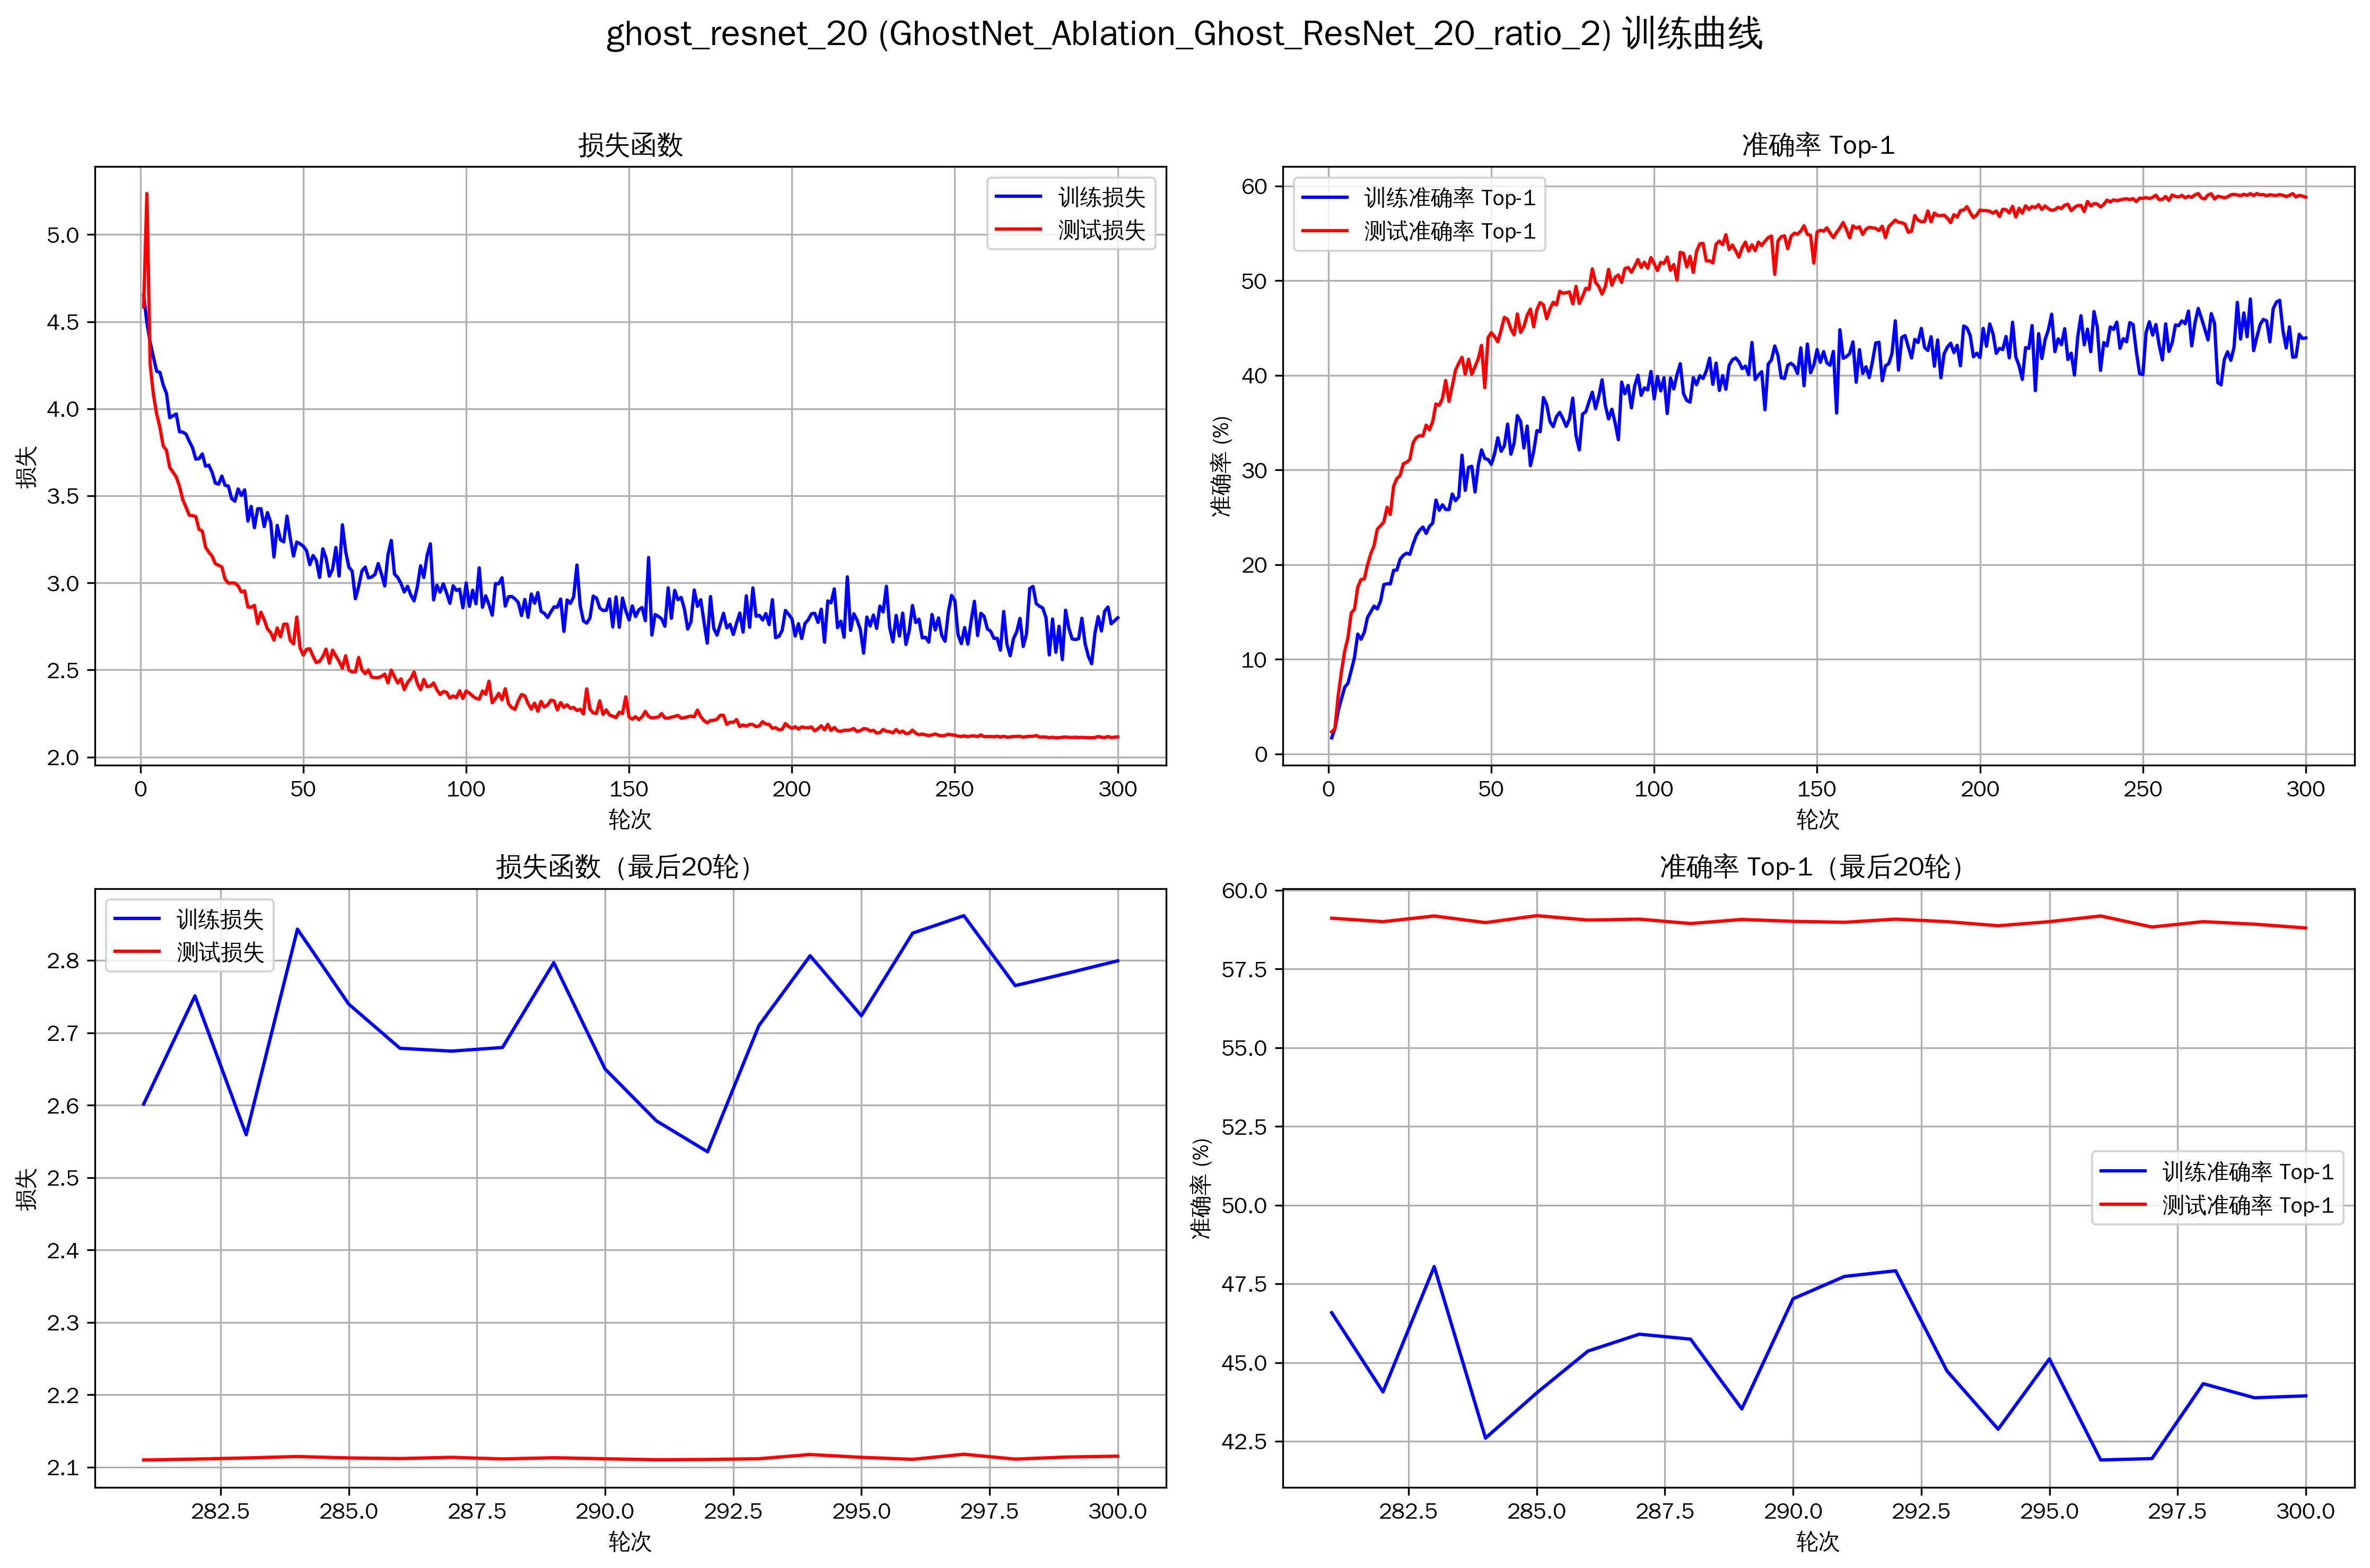 ghost_resnet_20 (GhostNet_Ablation_Ghost_ResNet_20_ratio_2) 训练曲线
损失函数
训练损失
测试损失
5.0
4.5
4.0
3.5
3.0
2.5
2.0
损失
0 50 100 150 200 250 300
轮次
准确率 Top-1
训练准确率 Top-1
测试准确率 Top-1
60
50
40
30
20
10
0
准确率 (%)
0 50 100 150 200 250 300
轮次
损失函数（最后20轮）
训练损失
测试损失
2.8
2.7
2.6
2.5
2.4
2.3
2.2
2.1
损失
282.5 285.0 287.5 290.0 292.5 295.0 297.5 300.0
轮次
准确率 Top-1（最后20轮）
60.0
57.5
55.0
52.5
50.0
47.5
45.0
42.5
准确率 (%)
训练准确率 Top-1
测试准确率 Top-1
282.5 285.0 287.5 290.0 292.5 295.0 297.5 300.0
轮次